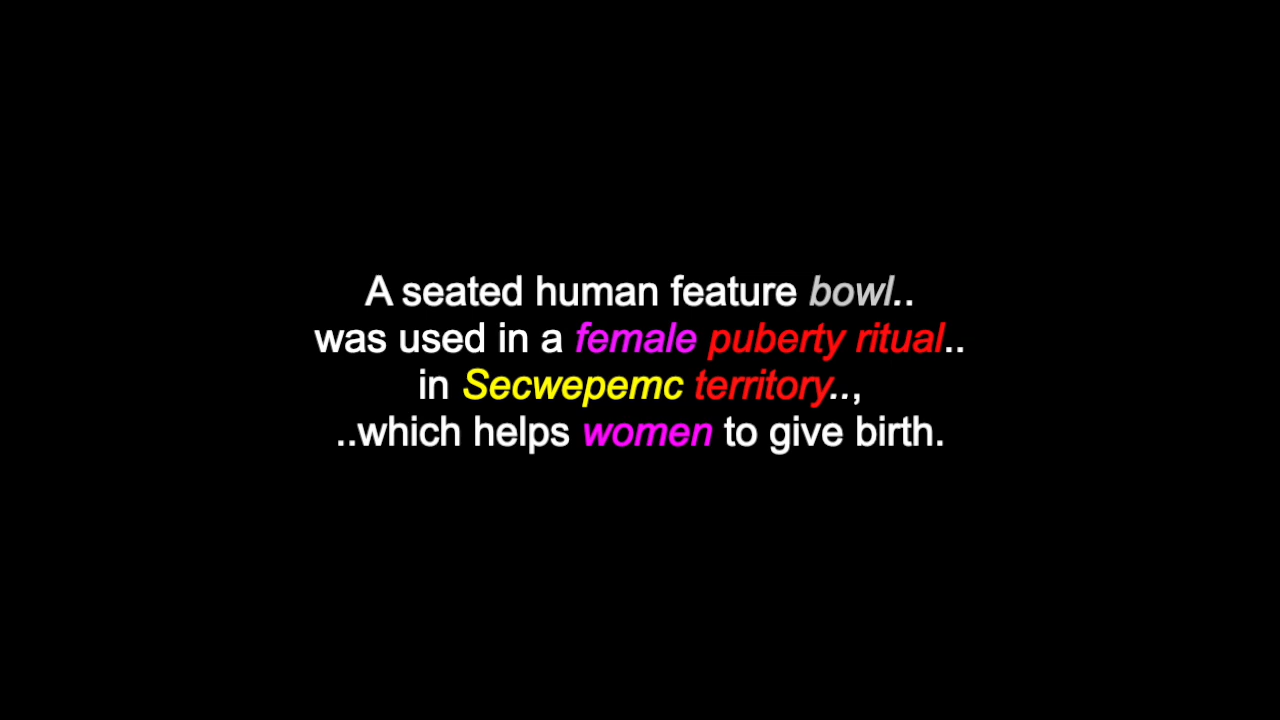 A seated human feature bowl..
was used in a female puberty ritual..
in Secwepemc territory..,
..which helps women to give birth.